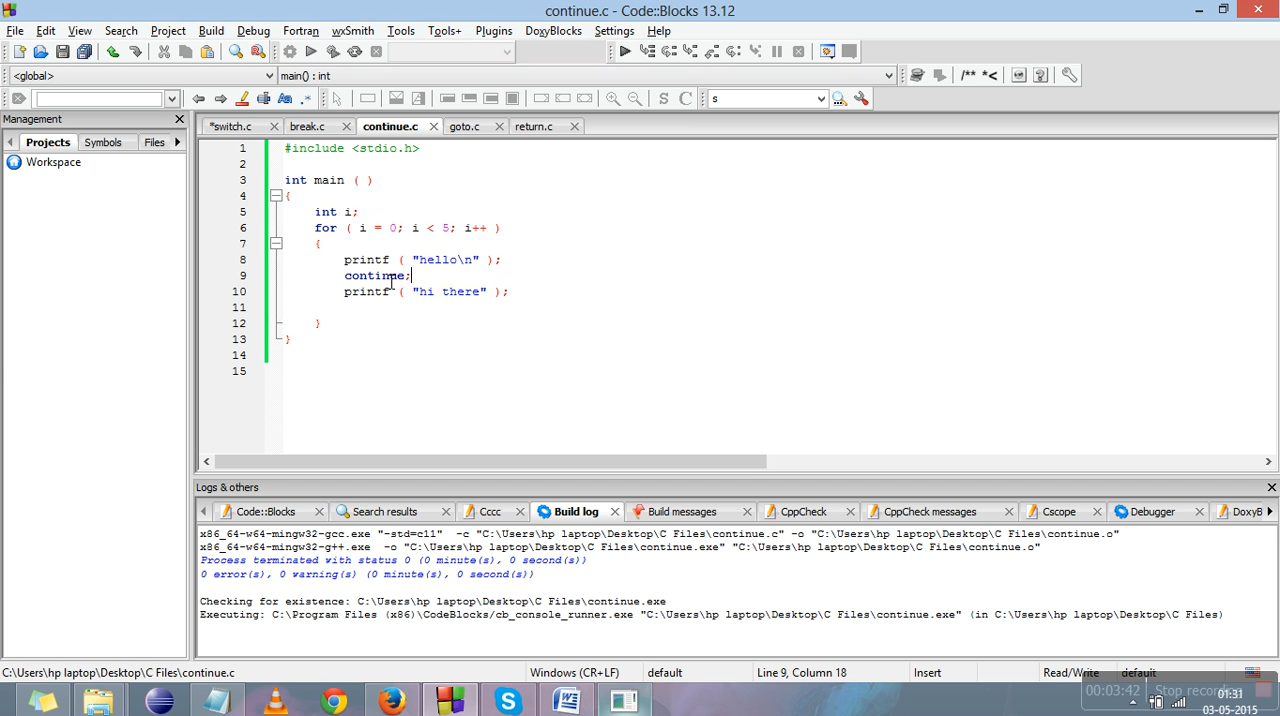 continue.c - Code::Blocks 13.12
File Edit View Search Project Build Debug Fortran wxSmith Tools Tools+ Plugins DoxyBlocks Settings Help
<global> main() : int /** *<
Aa .* S C s
Management
*switch.c break.c continue.c goto.c return.c
Projects Symbols Files
Workspace
1 #include <stdio.h>
2
3 int main ( )
4 {
5 int i;
6 for ( i = 0; i < 5; i++ )
7 {
8 printf ( "hello\n" );
9 continue;
10 printf ( "hi there" );
11
12 }
13 }
14
15
Logs & others
Code::Blocks Search results Cccc Build log Build messages CppCheck CppCheck messages Cscope Debugger DoxyB
x86_64-w64-mingw32-gcc.exe "-std=c11" -c "C:\Users\hp laptop\Desktop\C Files\continue.c" -o "C:\Users\hp laptop\Desktop\C Files\continue.o"
x86_64-w64-mingw32-g++.exe -o "C:\Users\hp laptop\Desktop\C Files\continue.exe" "C:\Users\hp laptop\Desktop\C Files\continue.o"
Process terminated with status 0 (0 minute(s), 0 second(s))
0 error(s), 0 warning(s) (0 minute(s), 0 second(s))
Checking for existence: C:\Users\hp laptop\Desktop\C Files\continue.exe
Executing: C:\Program Files (x86)\CodeBlocks/cb_console_runner.exe "C:\Users\hp laptop\Desktop\C Files\continue.exe" (in C:\Users\hp laptop\Desktop\C Files)
C:\Users\hp laptop\Desktop\C Files\continue.c Windows (CR+LF) default Line 9, Column 18 Insert Read/Write default
00:03:42 Stop recording 01:31
03-05-2015